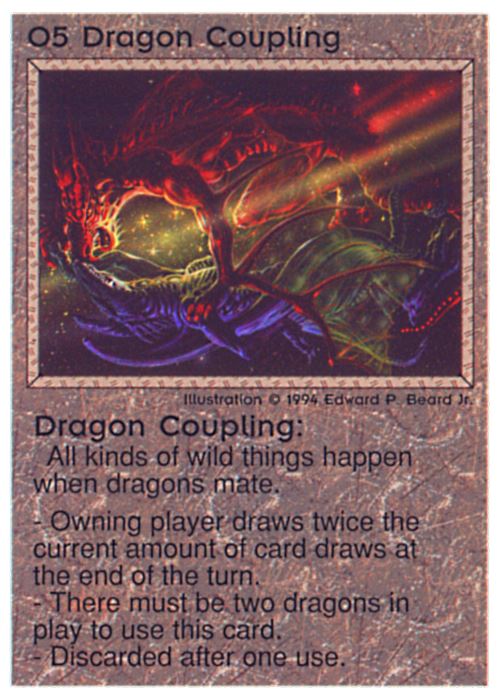 O5 Dragon Coupling
Illustration © 1994 Edward P. Beard Jr.
Dragon Coupling:
All kinds of wild things happen
when dragons mate.
- Owning player draws twice the
current amount of card draws at
the end of the turn.
- There must be two dragons in
play to use this card.
- Discarded after one use.